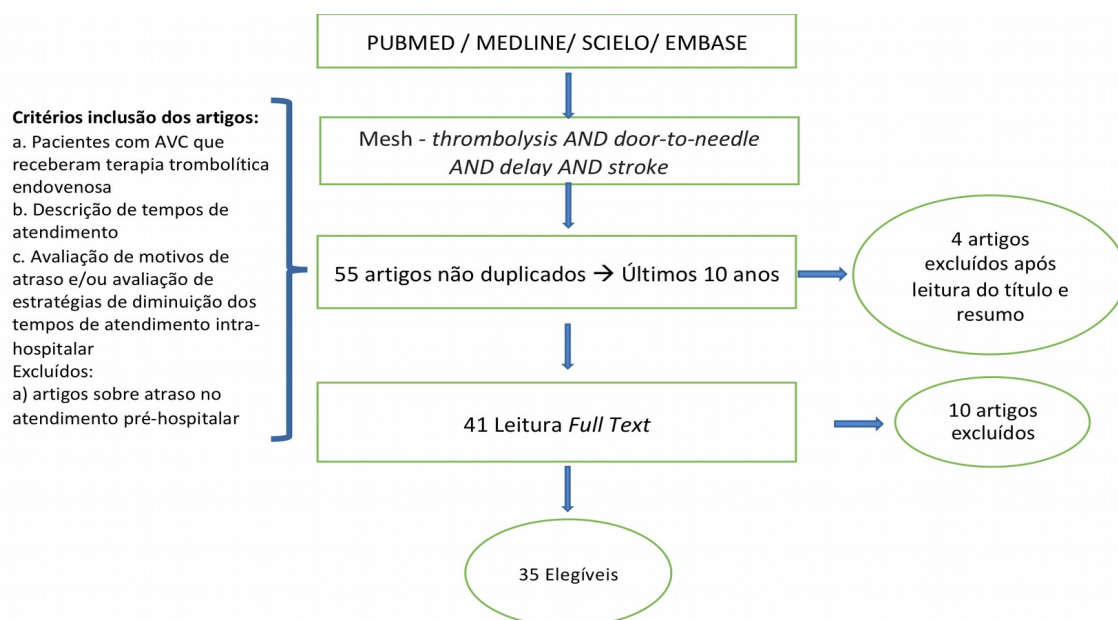 PUBMED / MEDLINE/ SCIELO/ EMBASE
Mesh - thrombolysis AND door-to-needle
AND delay AND stroke
Critérios inclusão dos artigos:
a. Pacientes com AVC que
receberam terapia trombolítica
endovenosa
b. Descrição de tempos de
atendimento
c. Avaliação de motivos de
atraso e/ou avaliação de
estratégias de diminuição dos
tempos de atendimento intra-
hospitalar
Excluídos:
a) artigos sobre atraso no
atendimento pré-hospitalar
55 artigos não duplicados → Últimos 10 anos
4 artigos
excluídos após
leitura do título e
resumo
41 Leitura Full Text
10 artigos
excluídos
35 Elegíveis